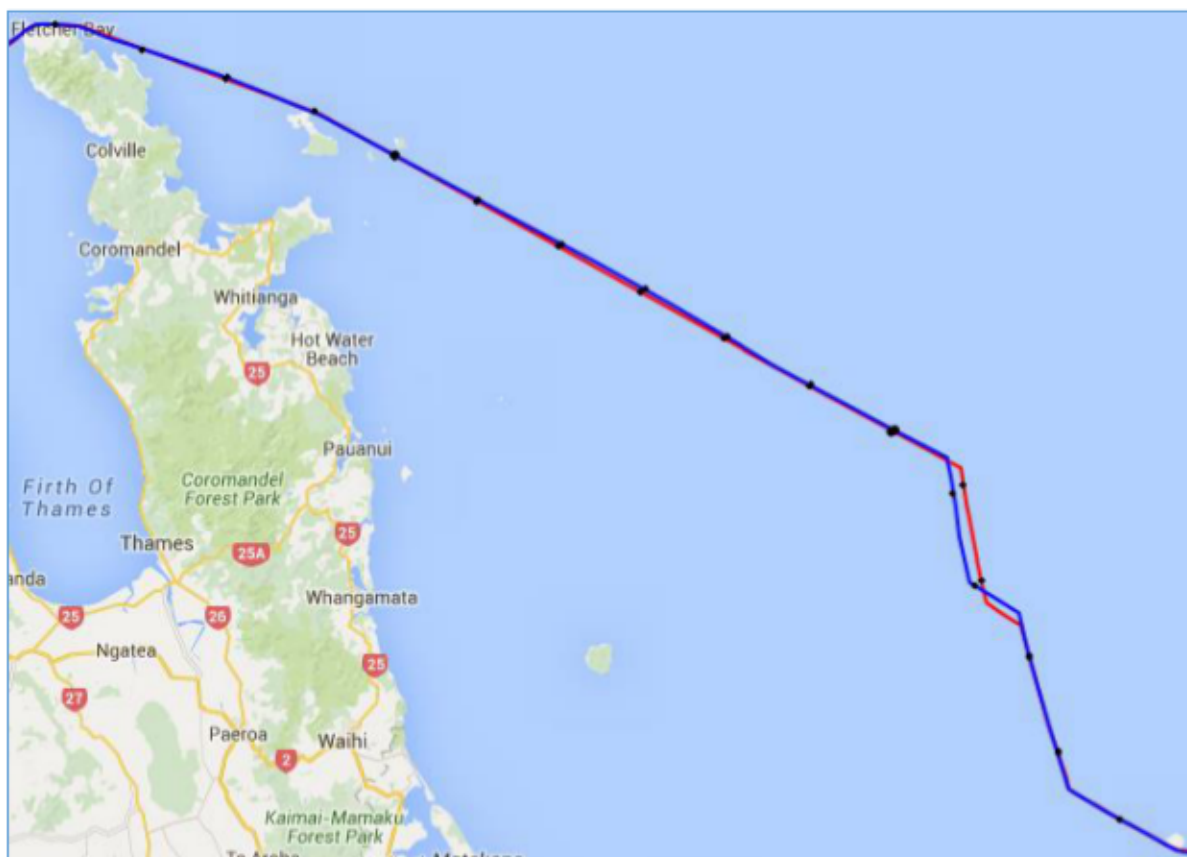 Fletcher Bay
Colville
Coromandel
Whitianga
Hot Water
Beach
25
Pauanui
Firth Of
Thames
Coromandel
Forest Park
Thames
25A
25
anda
25
26
Whangamata
Ngatea
25
27
Paeroa
Waihi
2
Kaimai-Mamaku
Forest Park